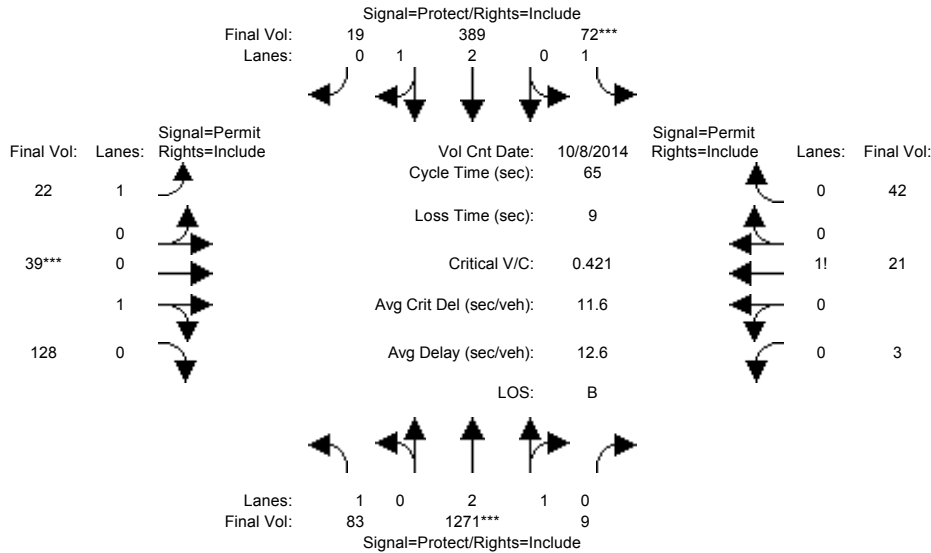 Signal=Protect/Rights=Include
Final Vol: 19 389 72***
Lanes: 0 1 2 0 1
Signal=Permit Signal=Permit
Final Vol: Lanes: Rights=Include Vol Cnt Date: 10/8/2014 Rights=Include Lanes: Final Vol:
Cycle Time (sec): 65
22 1 0 42
Loss Time (sec): 9
0 0
39*** 0 Critical V/C: 0.421 1! 21
1 Avg Crit Del (sec/veh): 11.6 0
128 0 Avg Delay (sec/veh): 12.6 0 3
LOS: B
Lanes: 1 0 2 1 0
Final Vol: 83 1271*** 9
Signal=Protect/Rights=Include